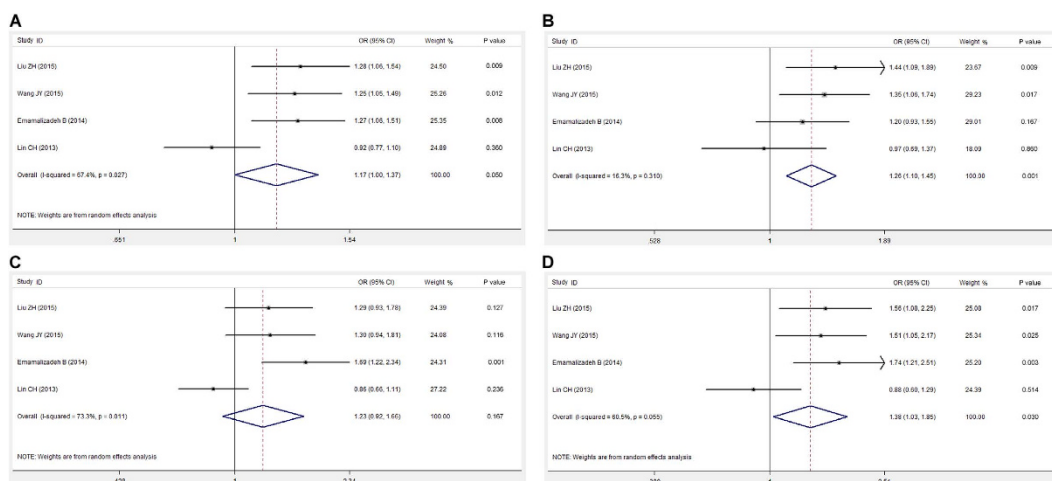 A
Study ID OR (95% CI) Weight % P value
Liu ZH (2015) 1.28 (1.06, 1.54) 24.50 0.009
Wang JY (2015) 1.25 (1.05, 1.49) 25.26 0.012
Emamalizadeh B (2014) 1.27 (1.06, 1.51) 25.35 0.008
Lin CH (2013) 0.92 (0.77, 1.10) 24.89 0.360
Overall (I-squared = 67.4%, p = 0.027) 1.17 (1.00, 1.37) 100.00 0.050
NOTE: Weights are from random effects analysis
.651 1 1.54
B
Study ID OR (95% CI) Weight % P value
Liu ZH (2015) 1.44 (1.09, 1.89) 23.67 0.009
Wang JY (2015) 1.35 (1.06, 1.74) 29.23 0.017
Emamalizadeh B (2014) 1.20 (0.93, 1.55) 29.01 0.167
Lin CH (2013) 0.97 (0.69, 1.37) 18.09 0.860
Overall (I-squared = 16.3%, p = 0.310) 1.26 (1.10, 1.45) 100.00 0.001
NOTE: Weights are from random effects analysis
.528 1 1.89
C
Study ID OR (95% CI) Weight % P value
Liu ZH (2015) 1.29 (0.93, 1.78) 24.39 0.127
Wang JY (2015) (0.94, 1.81) 24.08 0.116
Emamalizadeh B (2014) 1.69 (1.22, 2.34) 24.31 0.001
Lin CH (2013) (0.66, 1.11) 27.22 0.236
Overall (I-squared = 73.3%, p = 0.011) 1.23 (0.92, 1.66) 100.00 0.167
NOTE: Weights are from random effects analysis
1
D
Study ID OR (95% CI) Weight % P value
Liu ZH (2015) 1.56 (1.08, 2.25) 25.08 0.017
Wang JY (2015) 1.51 (1.05, 2.17) 25.34 0.025
Emamalizadeh B (2014) 1.74 (1.21, 2.51) 25.20 0.003
Lin CH (2013) 0.88 1.29) 24.39 0.514
Overall (I-squared = 60.5%, p = 0.055) 1.38 (1.03, 1.85) 100.00 0.030
NOTE: Weights are from random effects analysis